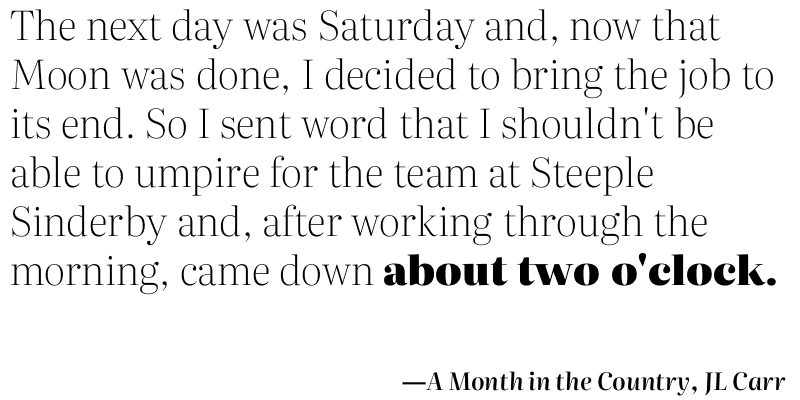 The next day was Saturday and, now that
Moon was done, I decided to bring the job to
its end. So I sent word that I shouldn't be
able to umpire for the team at Steeple
Sinderby and, after working through the
morning, came down about two o'clock.
—A Month in the Country, JL Carr